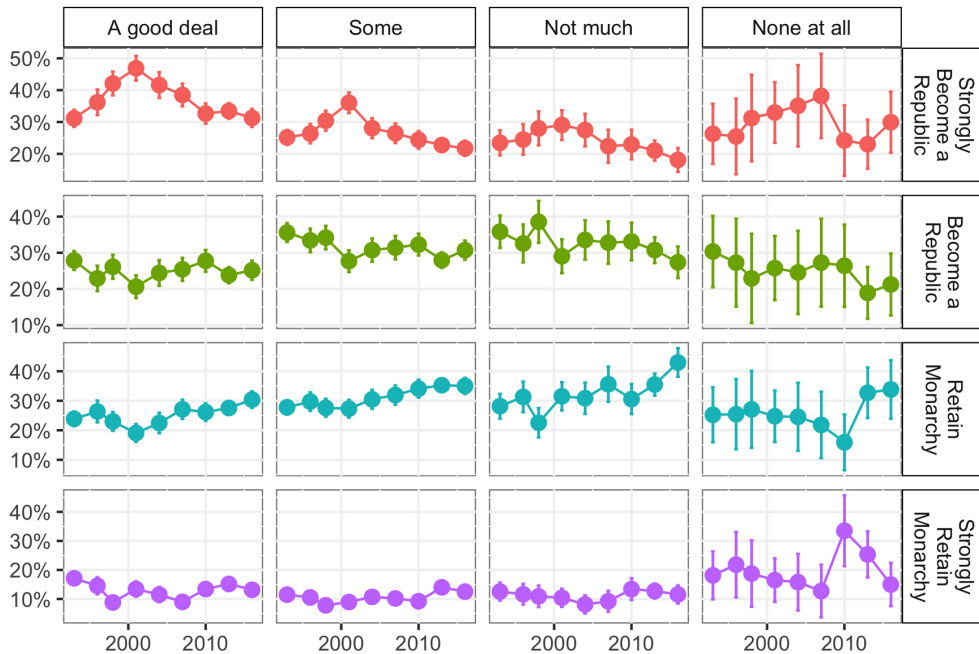 A good deal
Some
Not much
None at all
50%
40%
30%
20%
Strongly
Become a
Republic
40%
30%
20%
10%
Become a
Republic
40%
30%
20%
10%
Retain
Monarchy
50%
40%
30%
20%
10%
Strongly
Retain
Monarchy
2000
2010
2000
2010
2000
2010
2000
2010